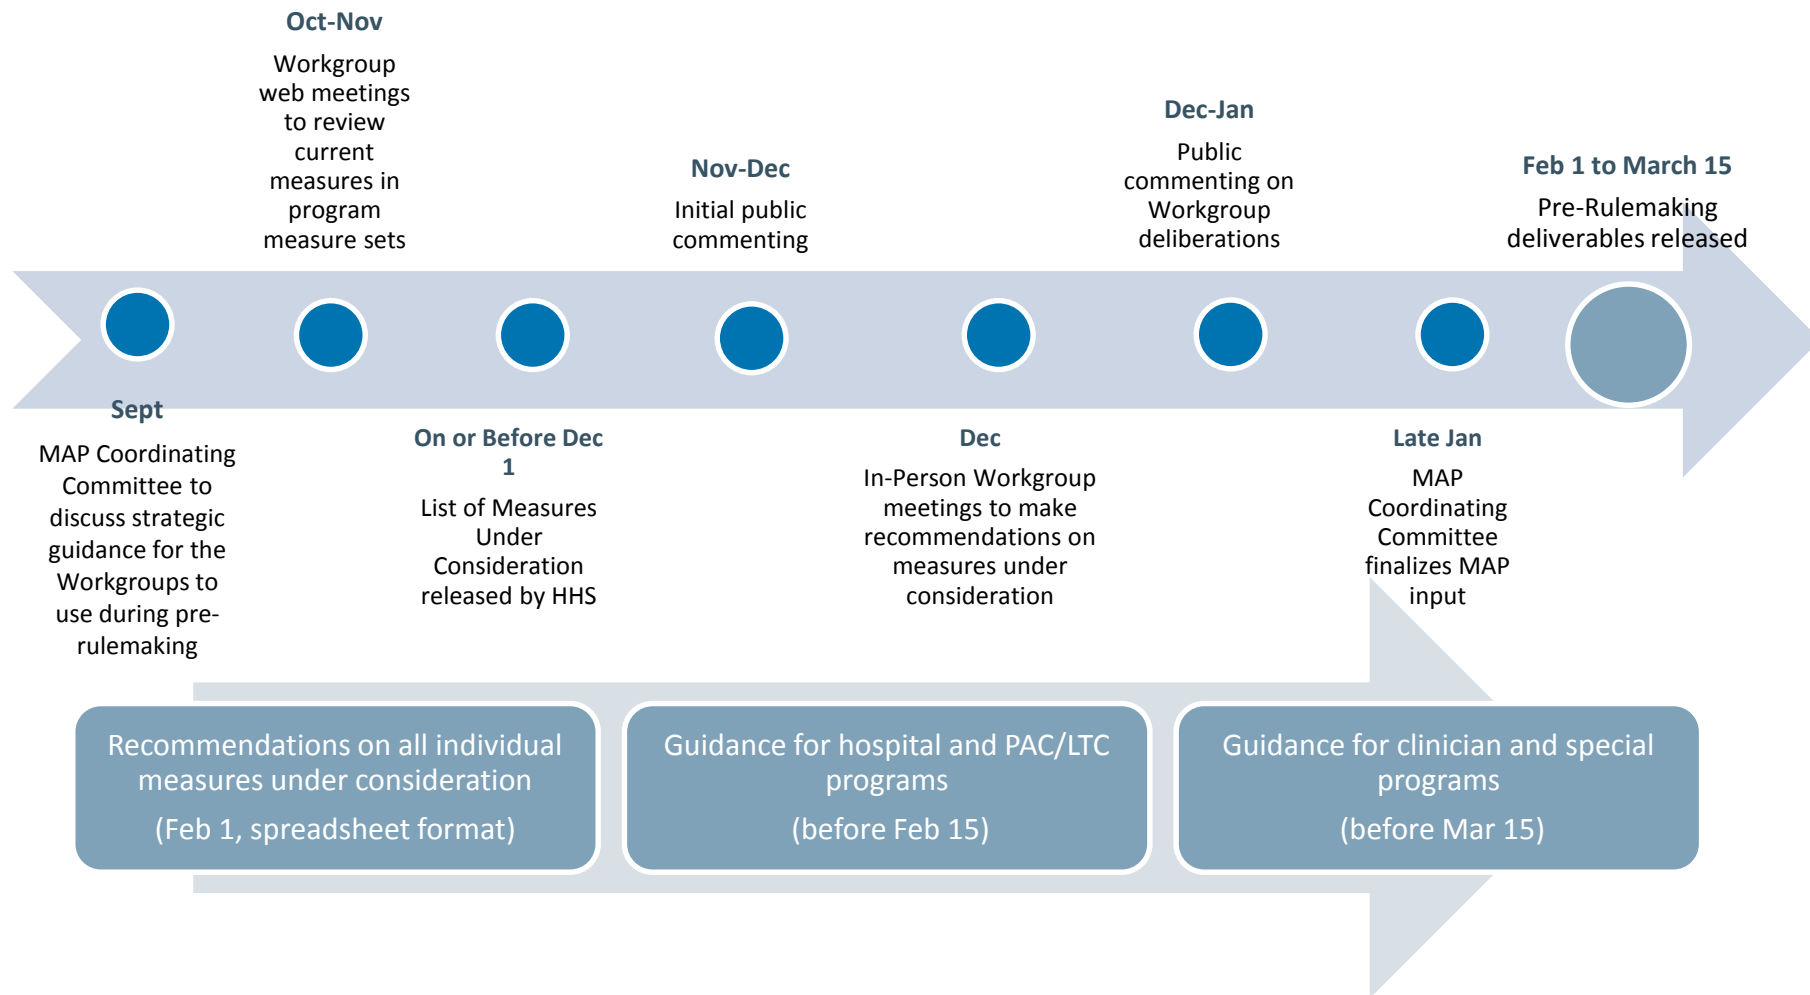 Oct-Nov
Workgroup
web meetings
to review
current
measures in
program
measure sets
Nov-Dec
Initial public
commenting
Dec-Jan
Public
commenting on
Workgroup
deliberations
Feb 1 to March 15
Pre-Rulemaking
deliverables released
Sept
MAP Coordinating
Committee to
discuss strategic
guidance for the
Workgroups to
use during pre-
rulemaking
On or Before Dec
1
List of Measures
Under
Consideration
released by HHS
Dec
In-Person Workgroup
meetings to make
recommendations on
measures under
consideration
Late Jan
MAP
Coordinating
Committee
finalizes MAP
input
Recommendations on all individual
measures under consideration
(Feb 1, spreadsheet format)
Guidance for hospital and PAC/LTC
programs
(before Feb 15)
Guidance for clinician and special
programs
(before Mar 15)